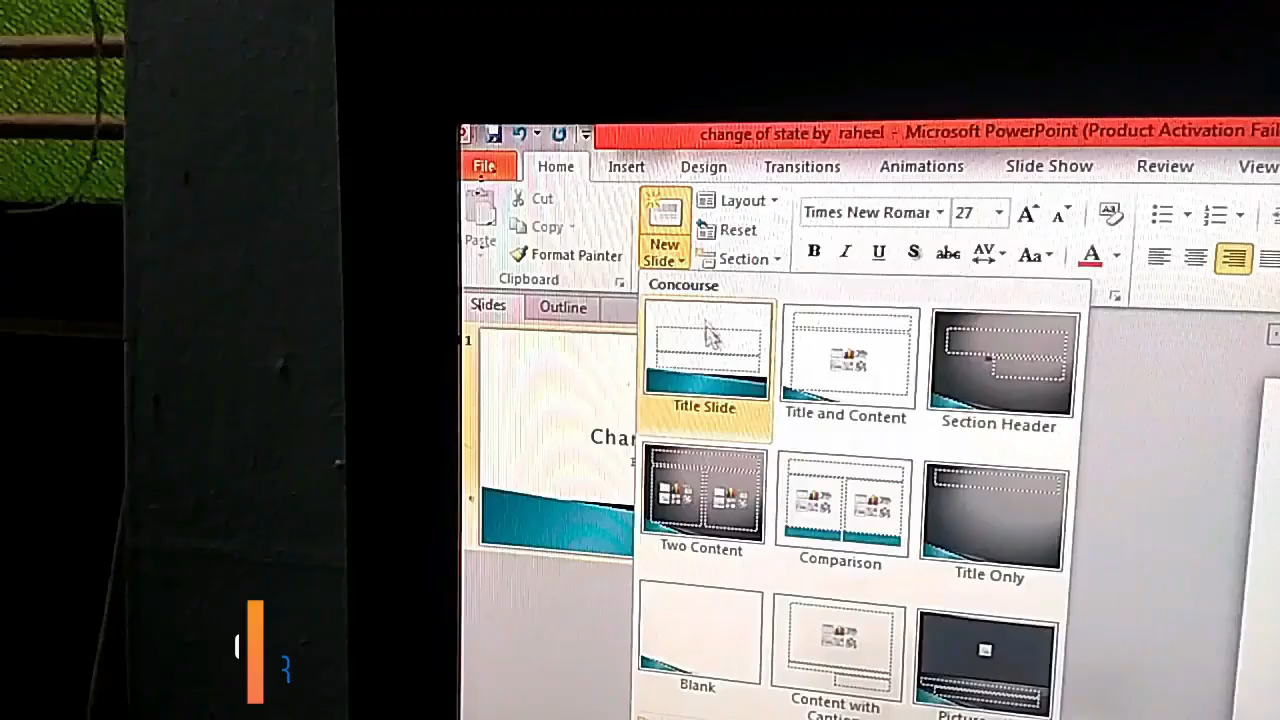 change of state by raheel - Microsoft PowerPoint (Product Activation Fai
File Home Insert Design Transitions Animations Slide Show Review View
Cut
Copy
Paste
Format Painter
Clipboard
New
Slide
Layout
Reset
Section
Times New Roman 27 A A
B I U S abc AV Aa A
Slides Outline
Concourse
1
Title Slide
Title and Content
Section Header
Char
Two Content
Comparison
Title Only
Blank
Content with
Caption